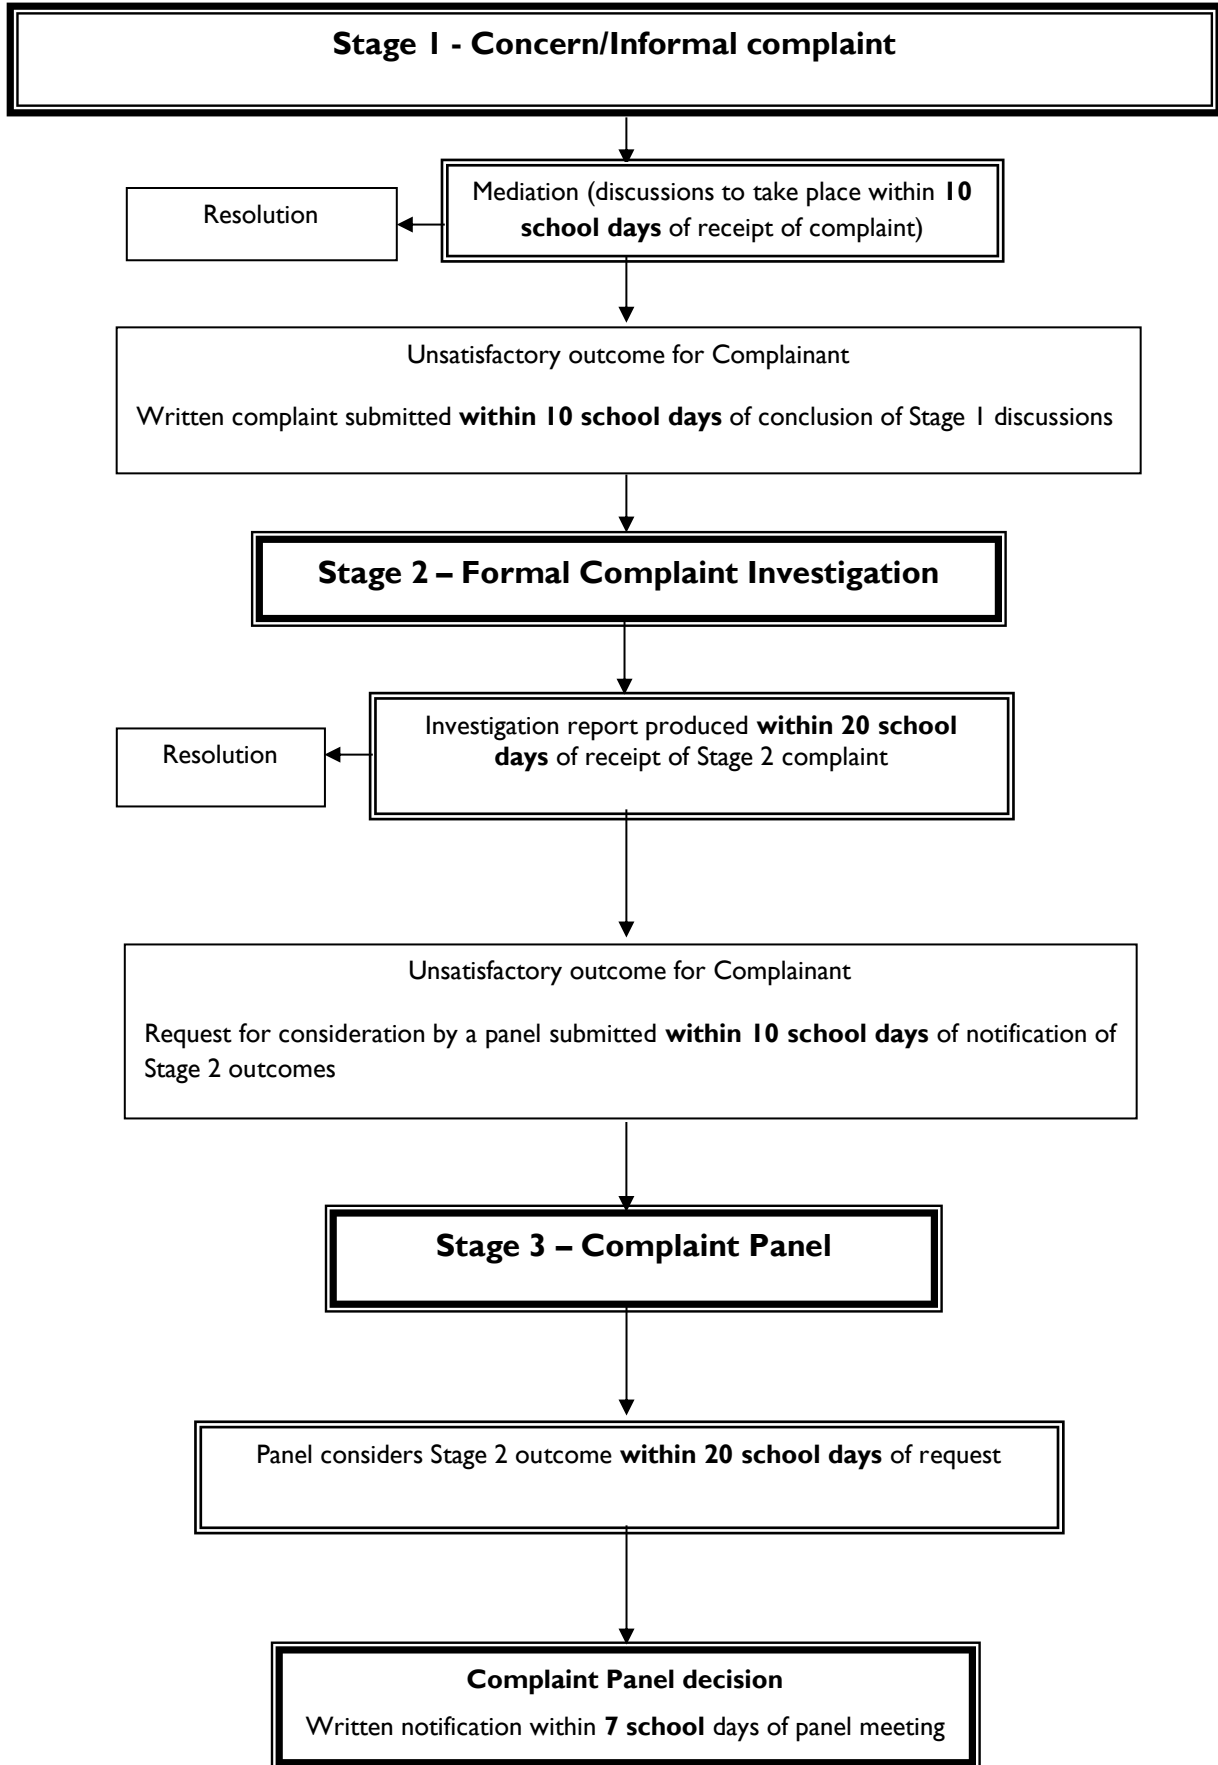 Stage 1 - Concern/Informal complaint
Mediation (discussions to take place within 10
school days of receipt of complaint)
Resolution
Unsatisfactory outcome for Complainant
Written complaint submitted within 10 school days of conclusion of Stage 1 discussions
Stage 2 – Formal Complaint Investigation
Investigation report produced within 20 school
days of receipt of Stage 2 complaint
Resolution
Unsatisfactory outcome for Complainant
Request for consideration by a panel submitted within 10 school days of notification of
Stage 2 outcomes
Stage 3 – Complaint Panel
Panel considers Stage 2 outcome within 20 school days of request
Complaint Panel decision
Written notification within 7 school days of panel meeting